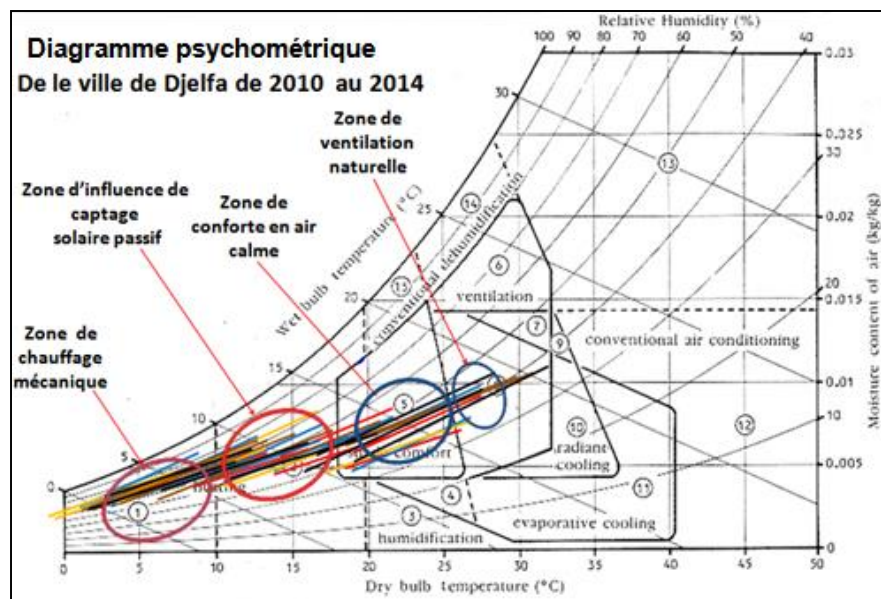 Relative Humidity (%)
Diagramme psychométrique
De le ville de Djelfa de 2010 au 2014
100 90 80 70 60 50 40
0.03
30
Zone de
ventilation
naturelle
0.025
13
30
Zone d'influence de
captage
solaire passif
Zone de
conforte en air
calme
Wet bulb temperature (°C)
25
14
conventional dehumidification
0.02
6
20
15
20
ventilation
0.015
7
9
conventional air conditioning
Zone de
chauffage
mécanique
15
Moisture content of air (kg/kg)
0.01
10
5
10
12
10
5
comfort
radiant
cooling
0.005
0
heating
1
4
11
3
evaporative cooling
humidification
0
0 5 10 15 20 25 30 35 40 45 50
Dry bulb temperature (°C)